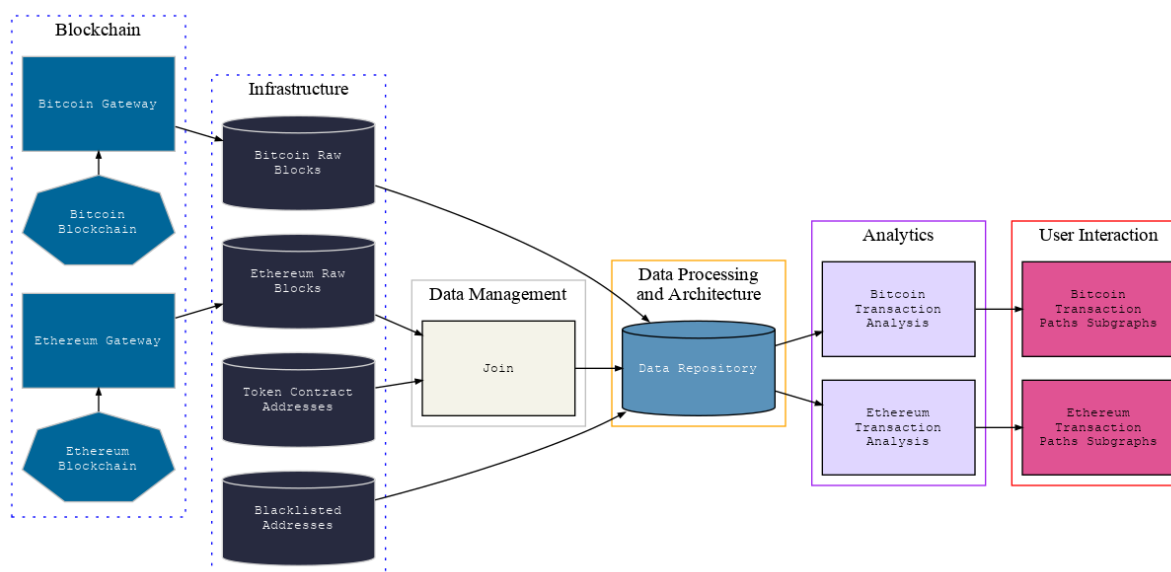 Blockchain
Bitcoin Gateway
Bitcoin
Blockchain
Ethereum Gateway
Ethereum
Blockchain
Infrastructure
Bitcoin Raw
Blocks
Ethereum Raw
Blocks
Token Contract
Addresses
Blacklisted
Addresses
Data Management
Join
Data Processing
and Architecture
Data Repository
Analytics
Bitcoin
Transaction
Analysis
Ethereum
Transaction
Analysis
User Interaction
Bitcoin
Transaction
Paths Subgraphs
Ethereum
Transaction
Paths Subgraphs